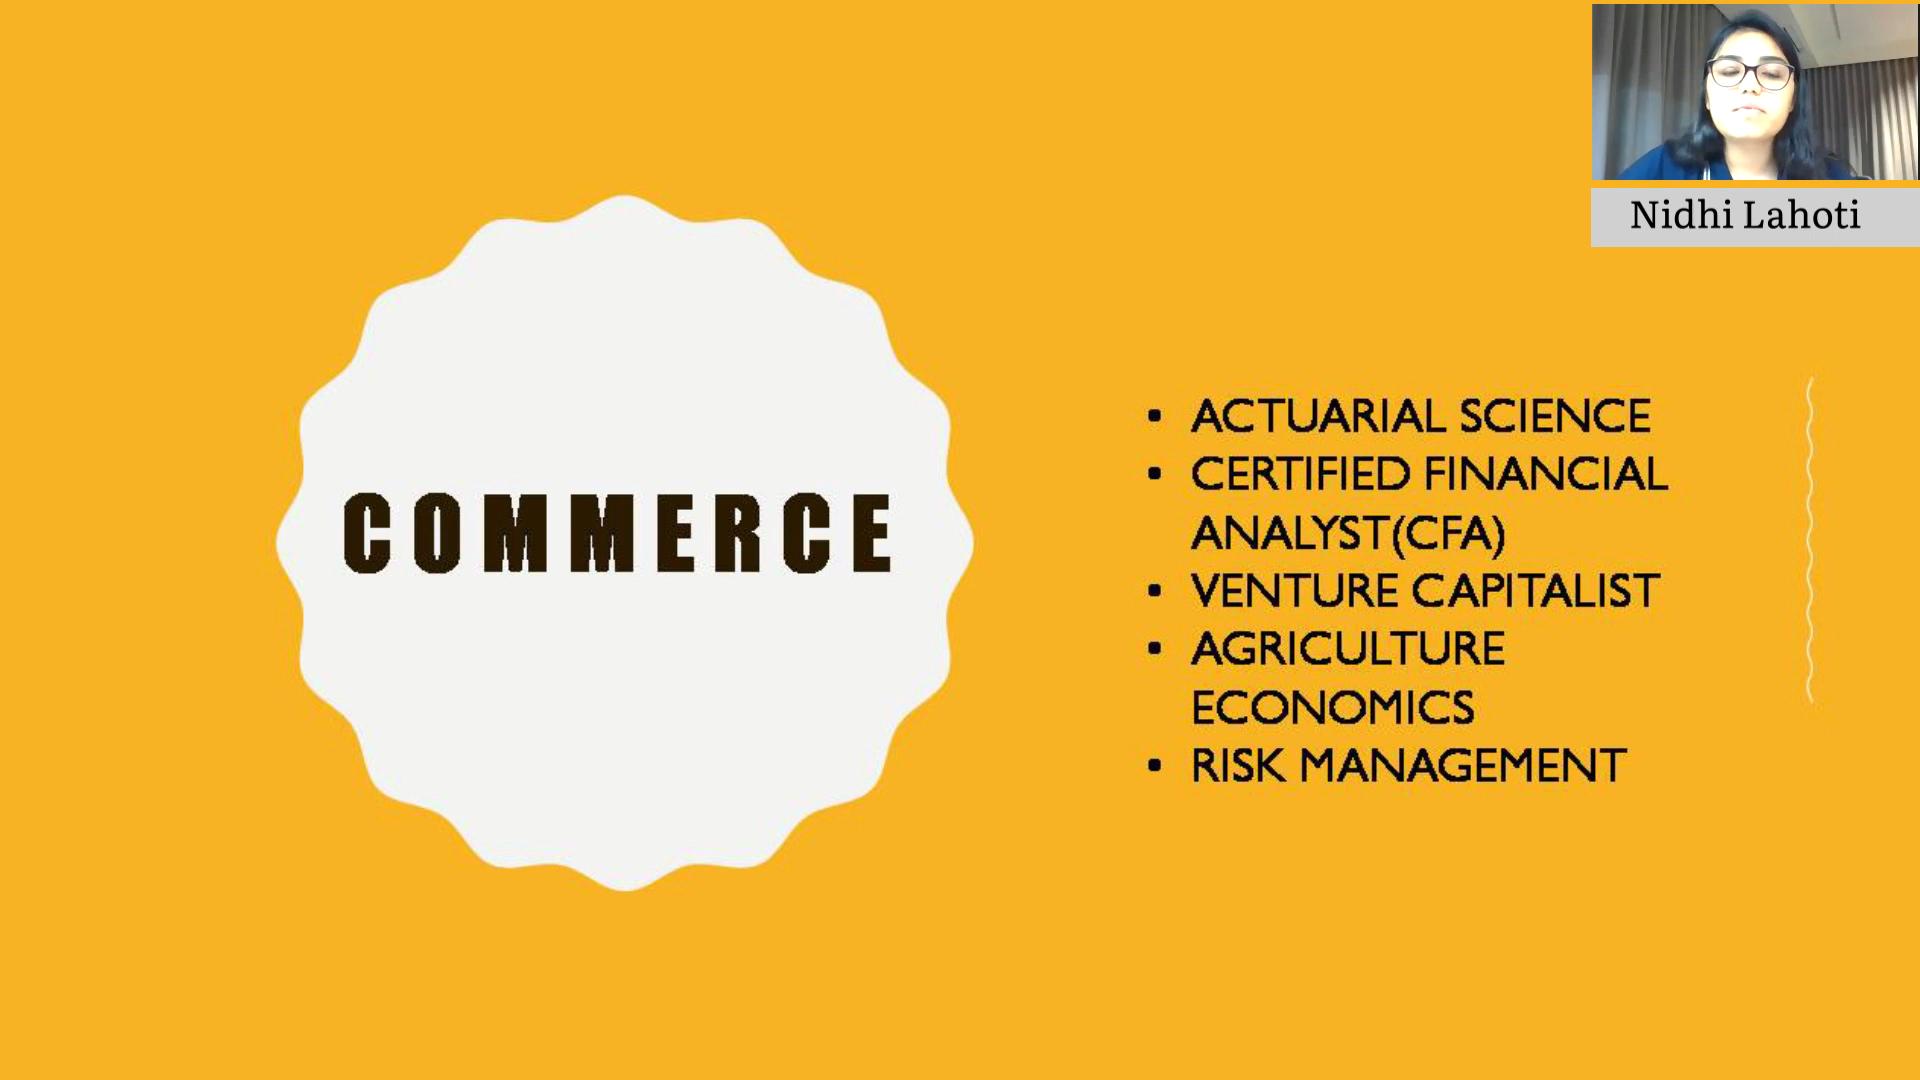 Nidhi Lahoti
COMMERCE
• ACTUARIAL SCIENCE
• CERTIFIED FINANCIAL
ANALYST(CFA)
• VENTURE CAPITALIST
• AGRICULTURE
ECONOMICS
• RISK MANAGEMENT